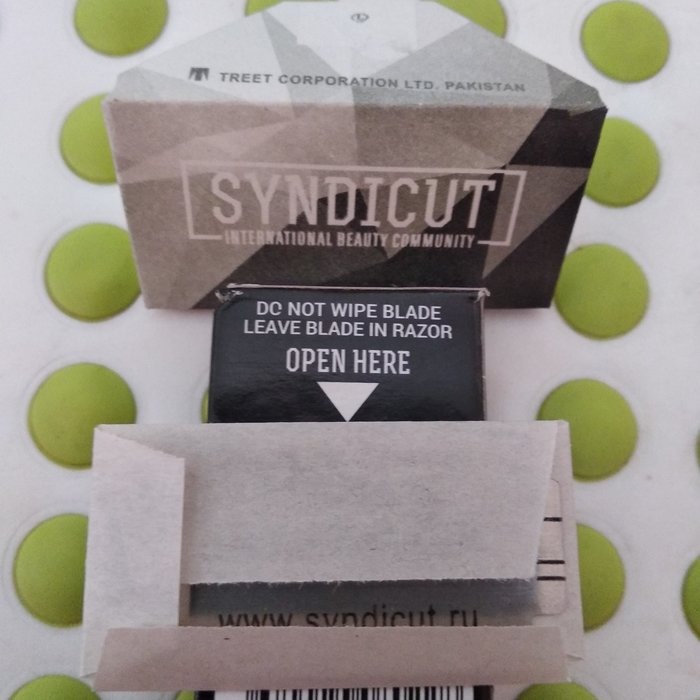 TREET CORPORATION LTD. PAKISTAN
SYNDICUT
INTERNATIONAL BEAUTY COMMUNITY
DO NOT WIPE BLADE
LEAVE BLADE IN RAZOR
OPEN HERE
www.syndicut.ru